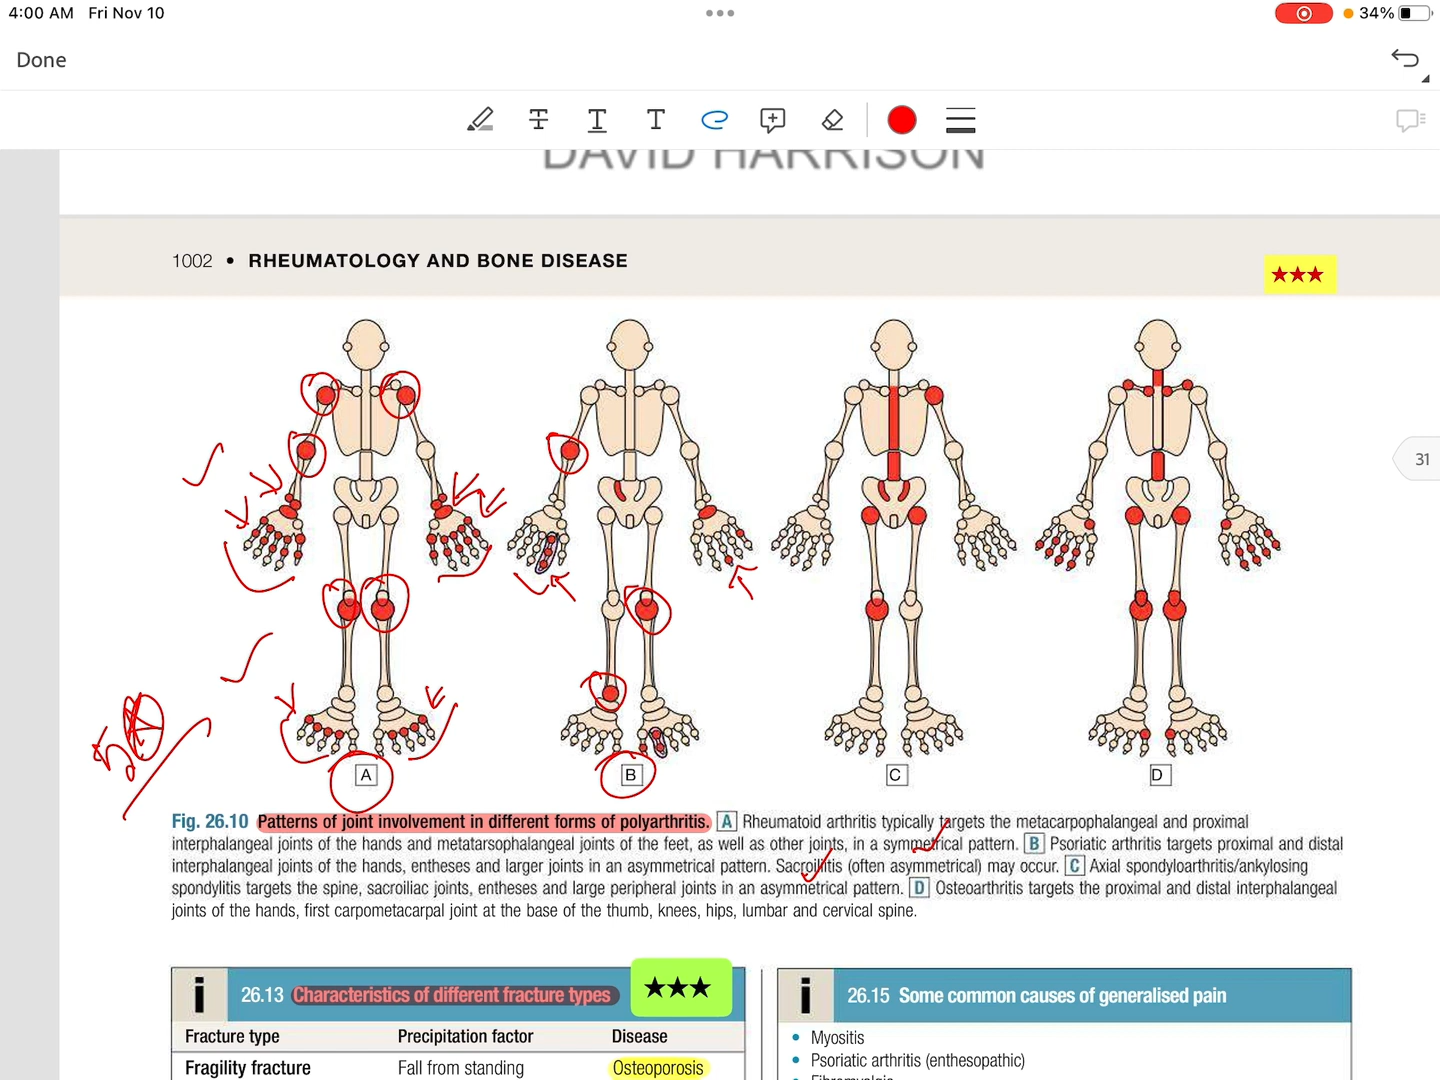 4:00 AM Fri Nov 10
34%
Done
DAVID HARRISON
1002 • RHEUMATOLOGY AND BONE DISEASE
★★★
31
A
B
C
D
Fig. 26.10 Patterns of joint involvement in different forms of polyarthritis. A Rheumatoid arthritis typically targets the metacarpophalangeal and proximal
interphalangeal joints of the hands and metatarsophalangeal joints of the feet, as well as other joints, in a symmetrical pattern. B Psoriatic arthritis targets proximal and distal
interphalangeal joints of the hands, entheses and larger joints in an asymmetrical pattern. Sacroiliitis (often asymmetrical) may occur. C Axial spondyloarthritis/ankylosing
spondylitis targets the spine, sacroiliac joints, entheses and large peripheral joints in an asymmetrical pattern. D Osteoarthritis targets the proximal and distal interphalangeal
joints of the hands, first carpometacarpal joint at the base of the thumb, knees, hips, lumbar and cervical spine.
i 26.13 Characteristics of different fracture types
★★★
Fracture type Precipitation factor Disease
Fragility fracture Fall from standing Osteoporosis
i 26.15 Some common causes of generalised pain
• Myositis
• Psoriatic arthritis (enthesopathic)
• Fibromyalgia